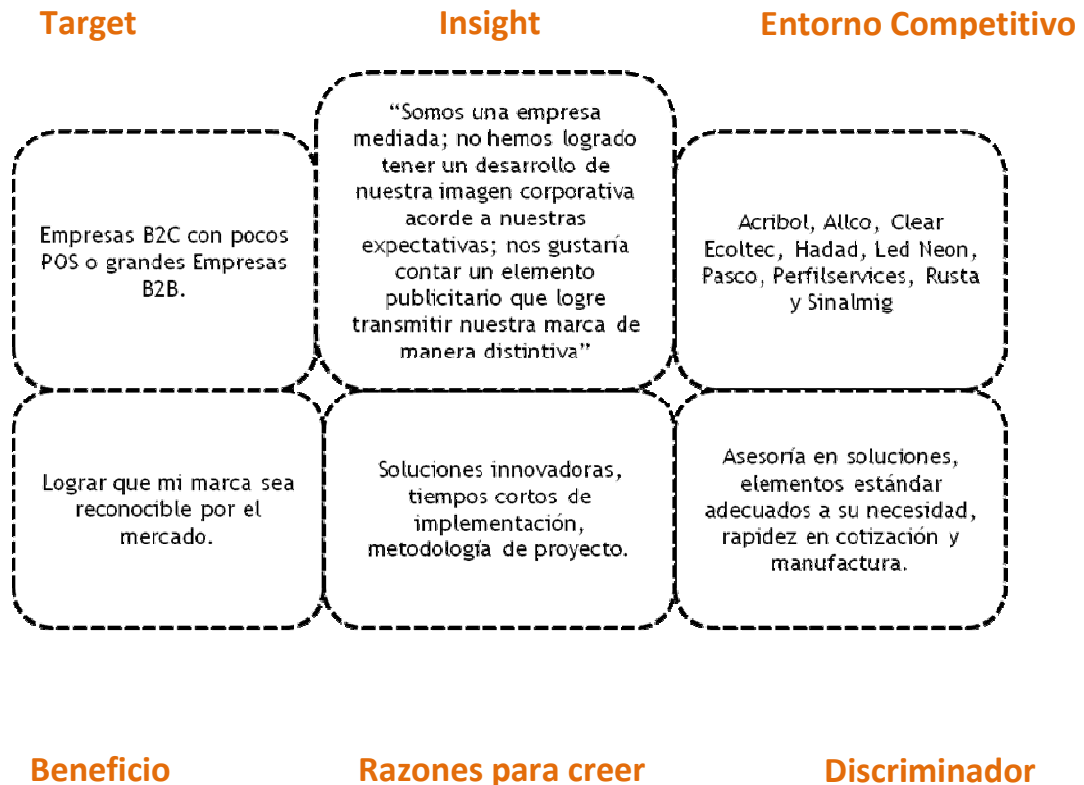 Target
Insight
Entorno Competitivo
“Somos una empresa
mediada; no hemos logrado
tener un desarrollo de
nuestra imagen corporativa
acorde a nuestras
expectativas; nos gustaría
contar un elemento
publicitario que logre
transmitir nuestra marca de
manera distintiva”
Empresas B2C con pocos
POS o grandes Empresas
B2B.
Acribol, Allco, Clear
Ecoltec, Hadad, Led Neon,
Pasco, Perfilservices, Rusta
y Sinalmig
Lograr que mi marca sea
reconocible por el
mercado.
Soluciones innovadoras,
tiempos cortos de
implementación,
metodología de proyecto.
Asesoría en soluciones,
elementos estándar
adecuados a su necesidad,
rapidez en cotización y
manufactura.
Beneficio
Razones para creer
Discriminador